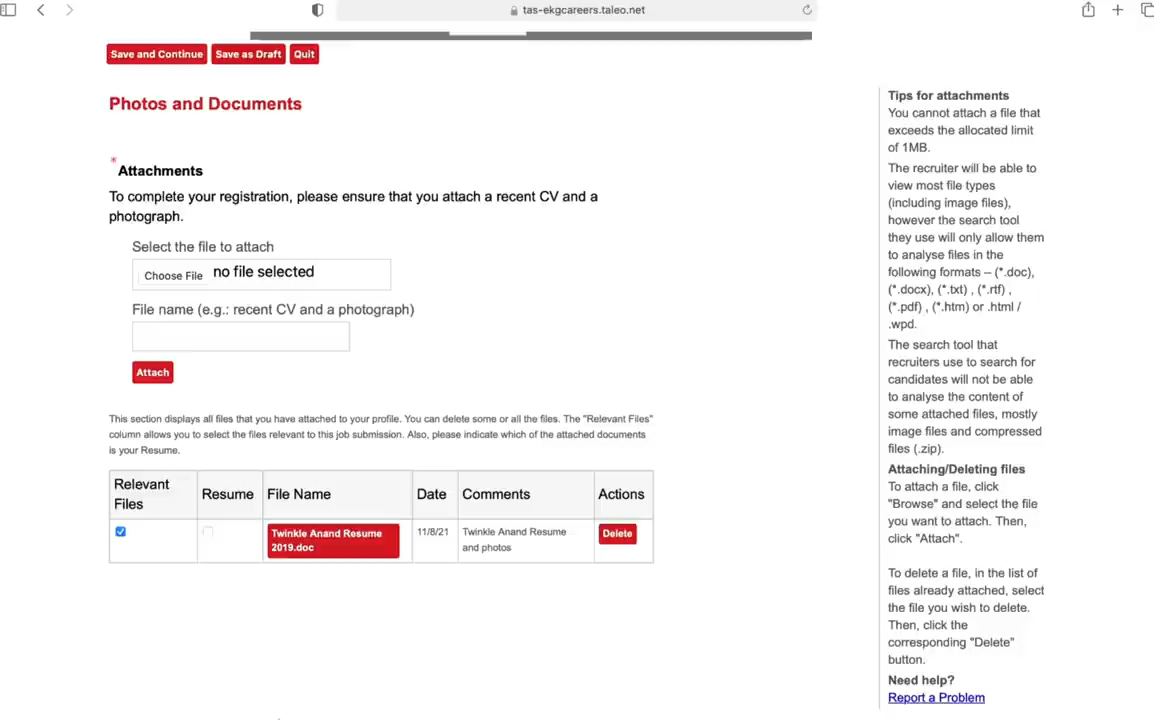 tas-ekgcareers.taleo.net
Save and Continue Save as Draft Quit
Photos and Documents
*
Attachments
To complete your registration, please ensure that you attach a recent CV and a
photograph.
Select the file to attach
Choose File no file selected
File name (e.g.: recent CV and a photograph)
Attach
This section displays all files that you have attached to your profile. You can delete some or all the files. The "Relevant Files"
column allows you to select the files relevant to this job submission. Also, please indicate which of the attached documents
is your Resume.
Relevant
Files
Resume File Name Date Comments Actions
Twinkle Anand Resume
2019.doc
11/8/21
Twinkle Anand Resume
and photos
Delete
Tips for attachments
You cannot attach a file that
exceeds the allocated limit
of 1MB.
The recruiter will be able to
view most file types
(including image files),
however the search tool
they use will only allow them
to analyse files in the
following formats – (*.doc),
(*.docx), (*.txt) , (*.rtf) ,
(*.pdf) , (*.htm) or .html /
.wpd.
The search tool that
recruiters use to search for
candidates will not be able
to analyse the content of
some attached files, mostly
image files and compressed
files (.zip).
Attaching/Deleting files
To attach a file, click
"Browse" and select the file
you want to attach. Then,
click "Attach".
To delete a file, in the list of
files already attached, select
the file you wish to delete.
Then, click the
corresponding "Delete"
button.
Need help?
Report a Problem